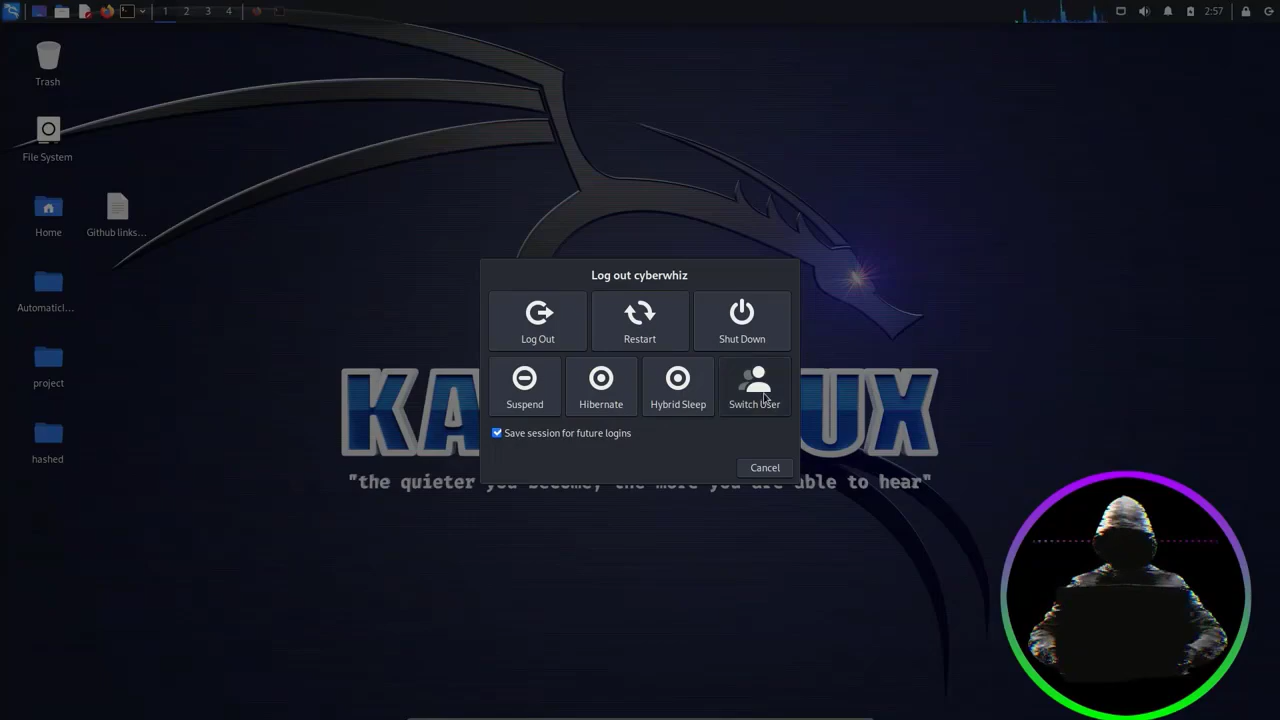 1 2 3 4
2:57
Trash
File System
Home
Github links...
Automaticl...
project
hashed
Log out cyberwhiz
Log Out
Restart
Shut Down
Suspend
Hibernate
Hybrid Sleep
Switch User
Save session for future logins
Cancel
KA UX
"the quieter you become, the more you are able to hear"